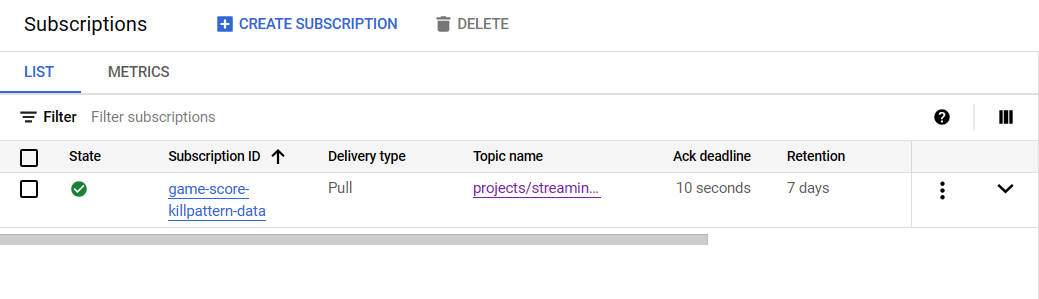 Subscriptions CREATE SUBSCRIPTION DELETE
LIST METRICS
Filter Filter subscriptions
State Subscription ID Delivery type Topic name Ack deadline Retention
game-score- Pull projects/streamin... 10 seconds 7 days
killpattern-data